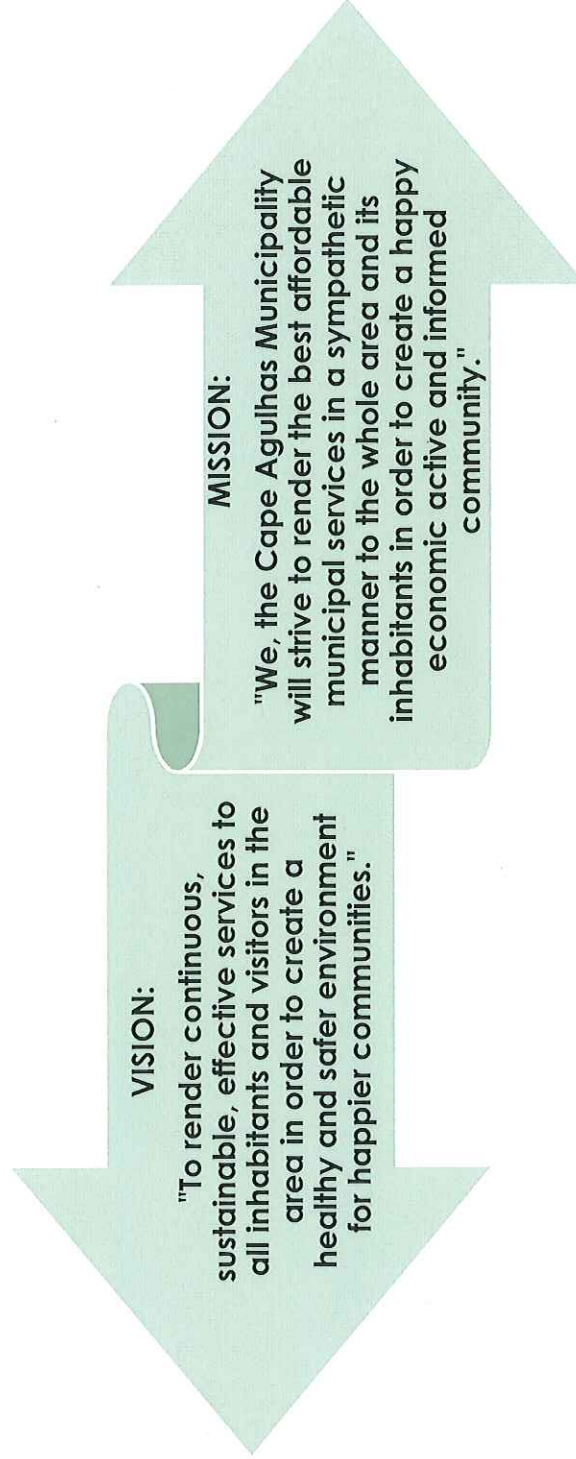 VISION:
"To render continuous,
sustainable, effective services to
all inhabitants and visitors in the
area in order to create a
healthy and safer environment
for happier communities."
MISSION:
"We, the Cape Agulhas Municipality
will strive to render the best affordable
municipal services in a sympathetic
manner to the whole area and its
inhabitants in order to create a happy
economic active and informed
community."